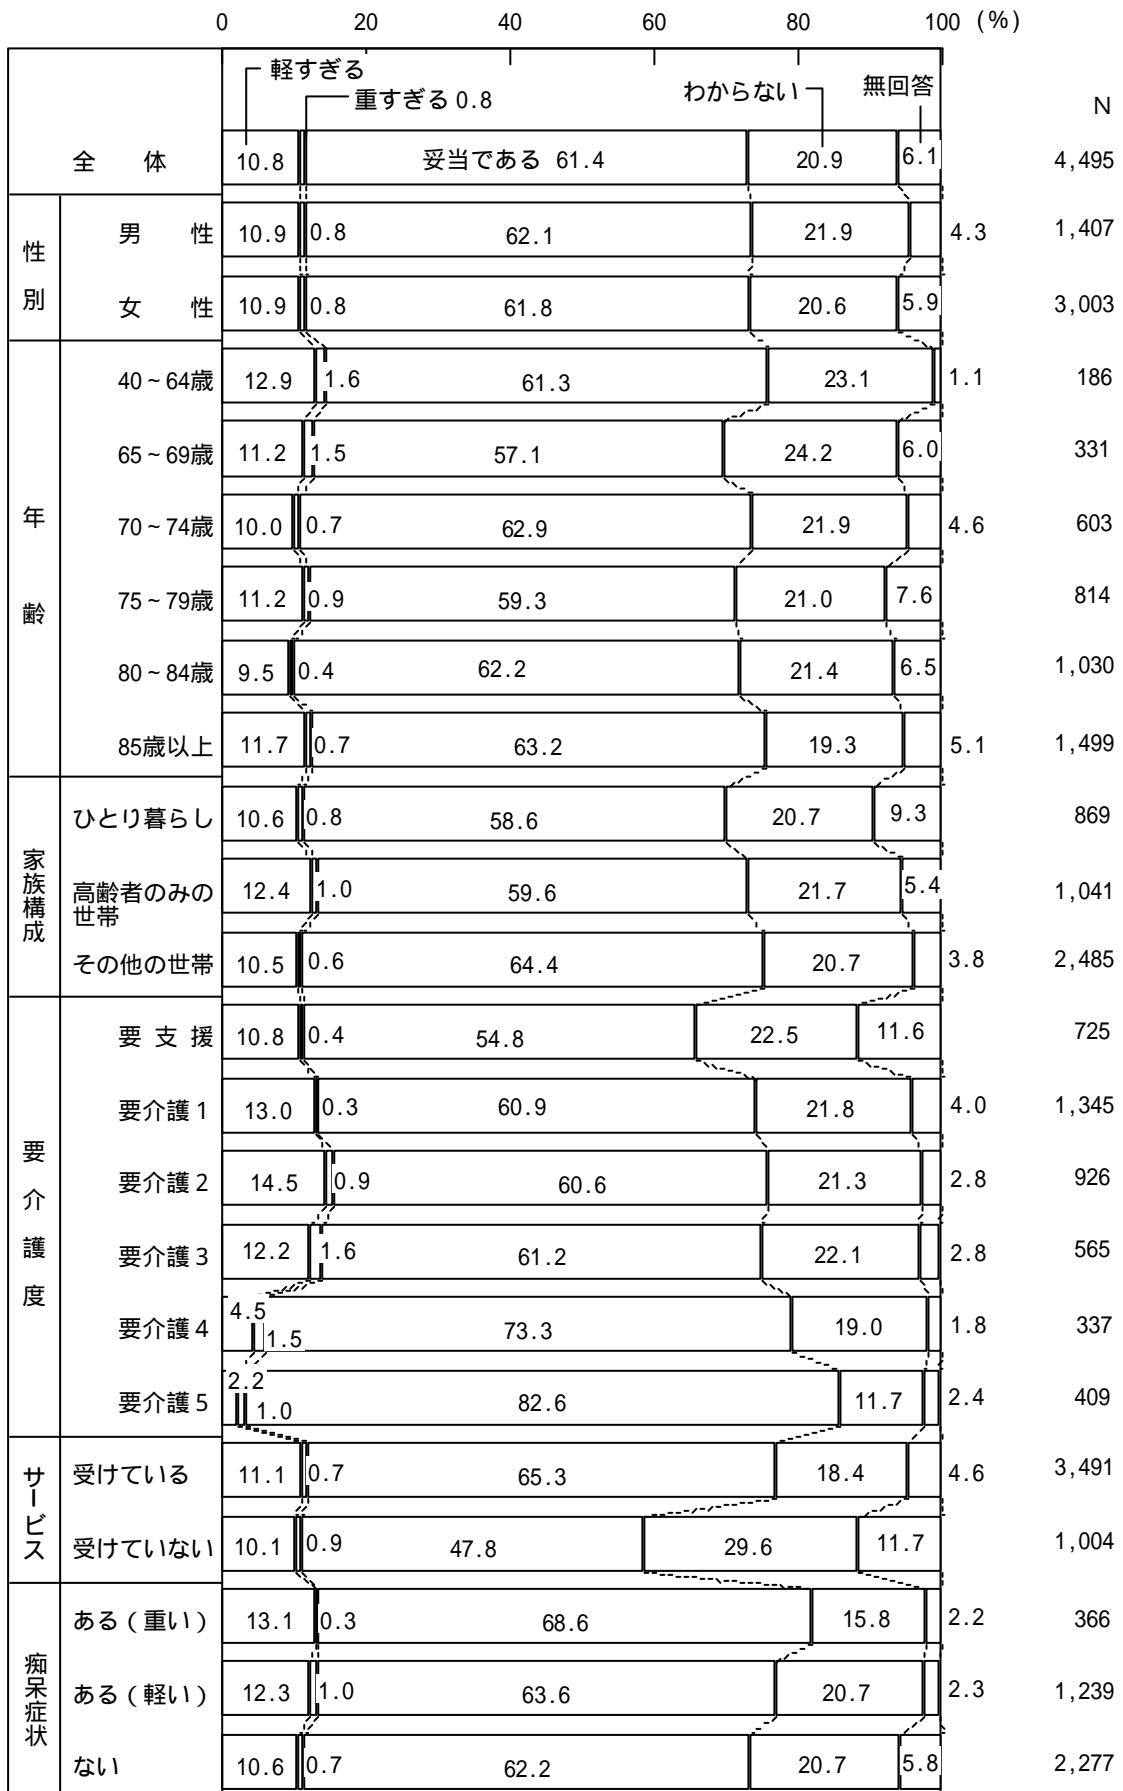 0 20 40 60 80 100 (%)
軽すぎる
重すぎる 0.8
わからない
無回答
N
全 体 10.8 妥当である 61.4 20.9 6.1 4,495
性別
男 性 10.9 0.8 62.1 21.9 4.3 1,407
女 性 10.9 0.8 61.8 20.6 5.9 3,003
年齢
40~64歳 12.9 1.6 61.3 23.1 1.1 186
65~69歳 11.2 1.5 57.1 24.2 6.0 331
70~74歳 10.0 0.7 62.9 21.9 4.6 603
75~79歳 11.2 0.9 59.3 21.0 7.6 814
80~84歳 9.5 0.4 62.2 21.4 6.5 1,030
85歳以上 11.7 0.7 63.2 19.3 5.1 1,499
家族構成
ひとり暮らし 10.6 0.8 58.6 20.7 9.3 869
高齢者のみの
世帯 12.4 1.0 59.6 21.7 5.4 1,041
その他の世帯 10.5 0.6 64.4 20.7 3.8 2,485
要介護度
要 支 援 10.8 0.4 54.8 22.5 11.6 725
要介護1 13.0 0.3 60.9 21.8 4.0 1,345
要介護2 14.5 0.9 60.6 21.3 2.8 926
要介護3 12.2 1.6 61.2 22.1 2.8 565
要介護4 4.5 1.5 73.3 19.0 1.8 337
要介護5 2.2 1.0 82.6 11.7 2.4 409
サービス
受けている 11.1 0.7 65.3 18.4 4.6 3,491
受けていない 10.1 0.9 47.8 29.6 11.7 1,004
痴呆症状
ある(重い) 13.1 0.3 68.6 15.8 2.2 366
ある(軽い) 12.3 1.0 63.6 20.7 2.3 1,239
ない 10.6 0.7 62.2 20.7 5.8 2,277